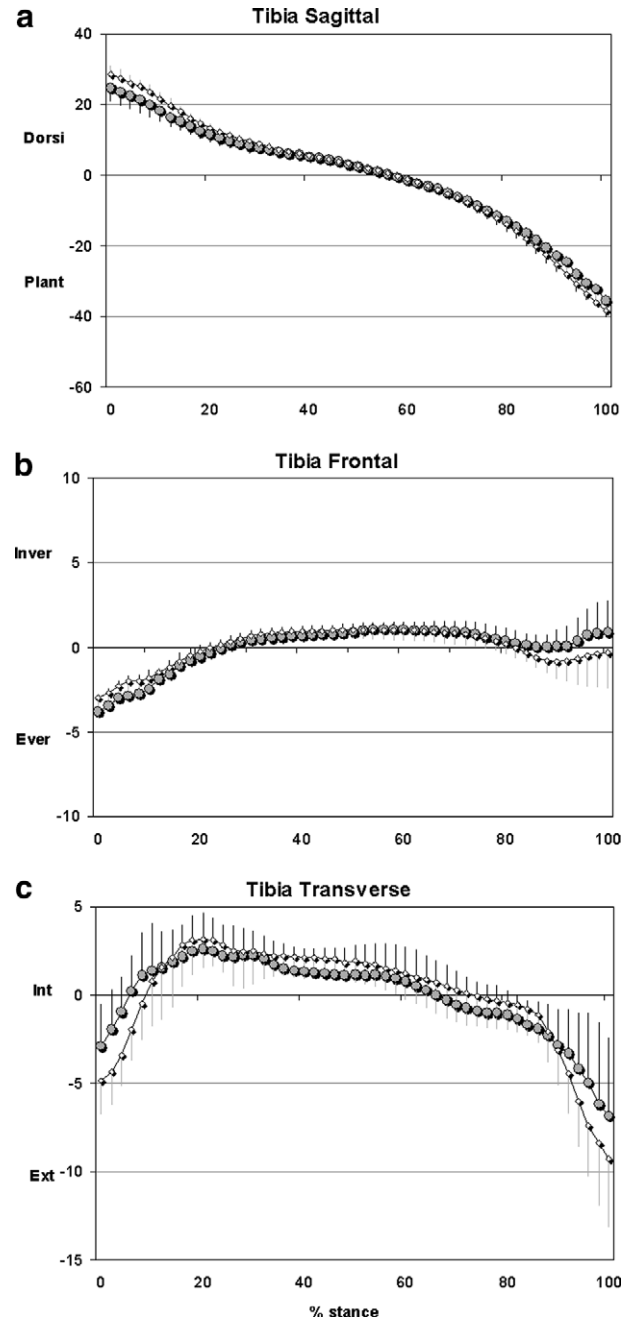 a
Tibia Sagittal
40
20
Dorsi
0
-20
Plant
-40
-60
0 20 40 60 80 100
b
Tibia Frontal
10
Inver
5
0
Ever
-5
-10
0 20 40 60 80 100
c
Tibia Transverse
5
Int
0
-5
Ext
-10
-15
0 20 40 60 80 100
% stance